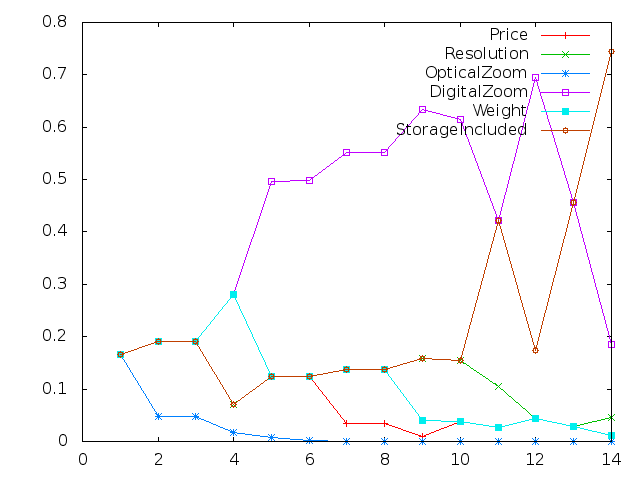 0.8
0.7
0.6
0.5
0.4
0.3
0.2
0.1
0
0 2 4 6 8 10 12 14
Price
Resolution
OpticalZoom
DigitalZoom
Weight
StorageIncluded